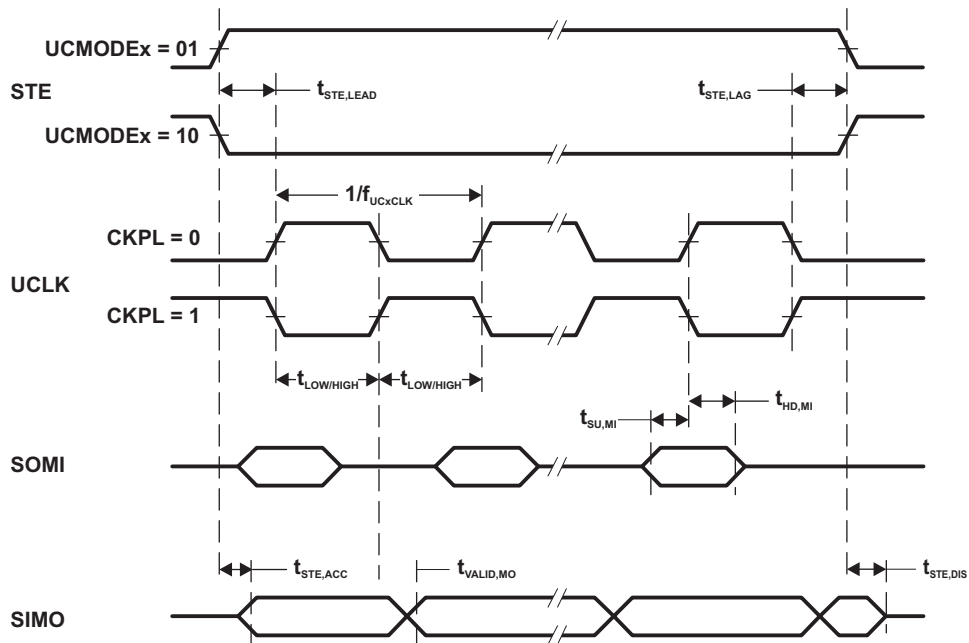 UCMODEx = 01
STE
tSTE,LEAD
tSTE,LAG
UCMODEx = 10
1/fUCxCLK
CKPL = 0
UCLK
CKPL = 1
tLOW/HIGH
tLOW/HIGH
tSU,MI
tHD,MI
SOMI
tSTE,ACC
tVALID,MO
tSTE,DIS
SIMO